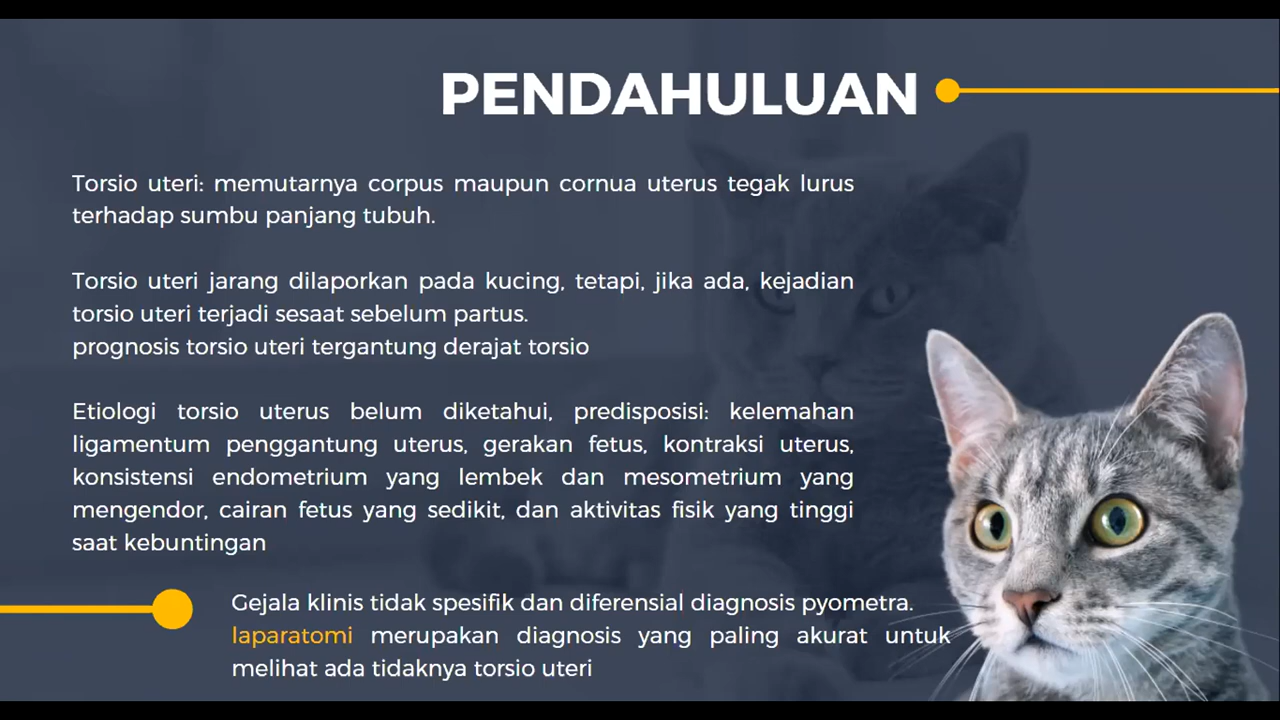 PENDAHULUAN
Torsio uteri: memutarnya corpus maupun cornua uterus tegak lurus
terhadap sumbu panjang tubuh.
Torsio uteri jarang dilaporkan pada kucing, tetapi, jika ada, kejadian
torsio uteri terjadi sesaat sebelum partus.
prognosis torsio uteri tergantung derajat torsio
Etiologi torsio uterus belum diketahui, predisposisi: kelemahan
ligamentum penggantung uterus, gerakan fetus, kontraksi uterus,
konsistensi endometrium yang lembek dan mesometrium yang
mengendor, cairan fetus yang sedikit, dan aktivitas fisik yang tinggi
saat kebuntingan
Gejala klinis tidak spesifik dan diferensial diagnosis pyometra.
laparatomi merupakan diagnosis yang paling akurat untuk
melihat ada tidaknya torsio uteri